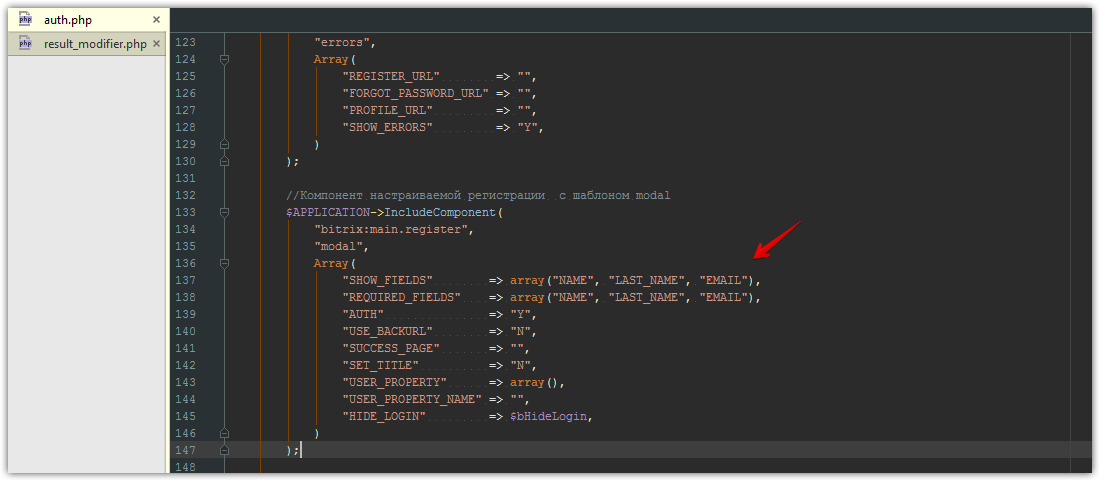 auth.php
result_modifier.php
123 "errors",
124 Array(
125 "REGISTER_URL" => "",
126 "FORGOT_PASSWORD_URL" => "",
127 "PROFILE_URL" => "",
128 "SHOW_ERRORS" => "Y",
129 )
130 );
131
132 //Компонент настраиваемой регистрации с шаблоном modal
133 $APPLICATION->IncludeComponent(
134 "bitrix:main.register",
135 "modal",
136 Array(
137 "SHOW_FIELDS" => array("NAME", "LAST_NAME", "EMAIL"),
138 "REQUIRED_FIELDS" => array("NAME", "LAST_NAME", "EMAIL"),
139 "AUTH" => "Y",
140 "USE_BACKURL" => "N",
141 "SUCCESS_PAGE" => "",
142 "SET_TITLE" => "N",
143 "USER_PROPERTY" => array(),
144 "USER_PROPERTY_NAME" => "",
145 "HIDE_LOGIN" => $bHideLogin,
146 )
147 );
148